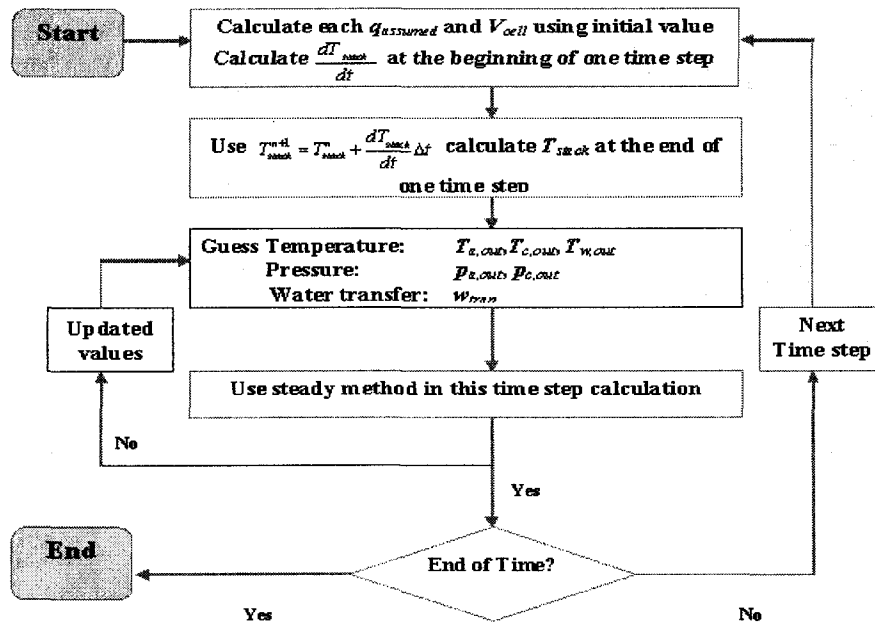 Start
Calculate each q_assumed and V_cell using initial value
Calculate dT_stack/dt at the beginning of one time step
Use T^{n+1}_stack = T^n_stack + dT_stack/dt Δt calculate T_stack at the end of
one time step
Guess Temperature: T_a,out, T_c,out, T_w,out
Pressure: p_a,out, p_c,out
Water transfer: w_tran
Updated
values
Next
Time step
Use steady method in this time step calculation
No
Yes
End
End of Time?
Yes
No